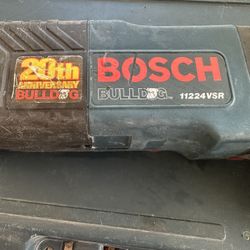 20th
ANNIVERSARY
BULLDOG
BOSCH
BULLDOG
11224VSR